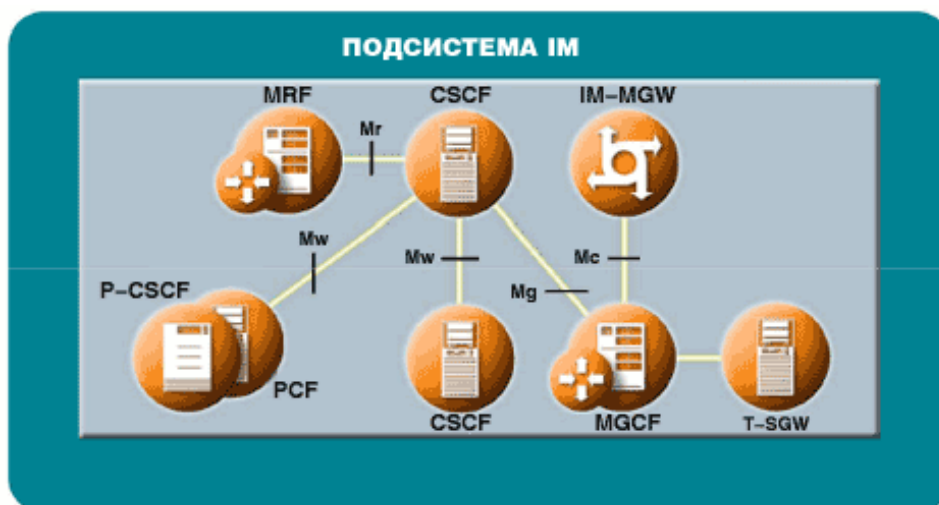 ПОДСИСТЕМА IM
MRF
CSCF
IM-MGW
Mr
Mw
Mw
Mc
Mg
P-CSCF
PCF
CSCF
MGCF
T-SGW